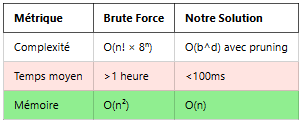 Métrique Brute Force Notre Solution
Complexité O(n! × 8ⁿ) O(b^d) avec pruning
Temps moyen >1 heure <100ms
Mémoire O(n²) O(n)